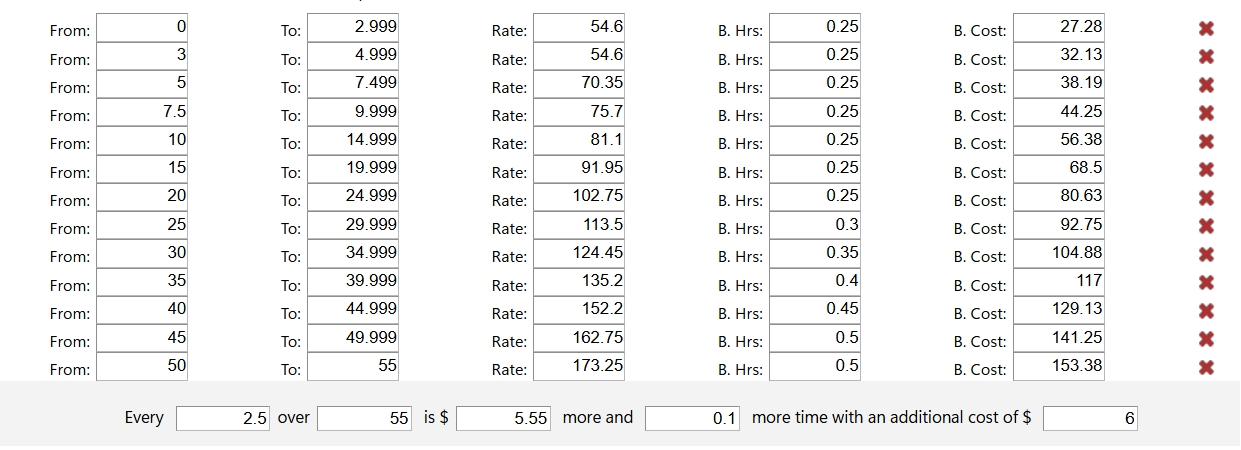 From: 0 To: 2.999 Rate: 54.6 B. Hrs: 0.25 B. Cost: 27.28
From: 3 To: 4.999 Rate: 54.6 B. Hrs: 0.25 B. Cost: 32.13
From: 5 To: 7.499 Rate: 70.35 B. Hrs: 0.25 B. Cost: 38.19
From: 7.5 To: 9.999 Rate: 75.7 B. Hrs: 0.25 B. Cost: 44.25
From: 10 To: 14.999 Rate: 81.1 B. Hrs: 0.25 B. Cost: 56.38
From: 15 To: 19.999 Rate: 91.95 B. Hrs: 0.25 B. Cost: 68.5
From: 20 To: 24.999 Rate: 102.75 B. Hrs: 0.25 B. Cost: 80.63
From: 25 To: 29.999 Rate: 113.5 B. Hrs: 0.3 B. Cost: 92.75
From: 30 To: 34.999 Rate: 124.45 B. Hrs: 0.35 B. Cost: 104.88
From: 35 To: 39.999 Rate: 135.2 B. Hrs: 0.4 B. Cost: 117
From: 40 To: 44.999 Rate: 152.2 B. Hrs: 0.45 B. Cost: 129.13
From: 45 To: 49.999 Rate: 162.75 B. Hrs: 0.5 B. Cost: 141.25
From: 50 To: 55 Rate: 173.25 B. Hrs: 0.5 B. Cost: 153.38
Every 2.5 over 55 is $ 5.55 more and 0.1 more time with an additional cost of $ 6